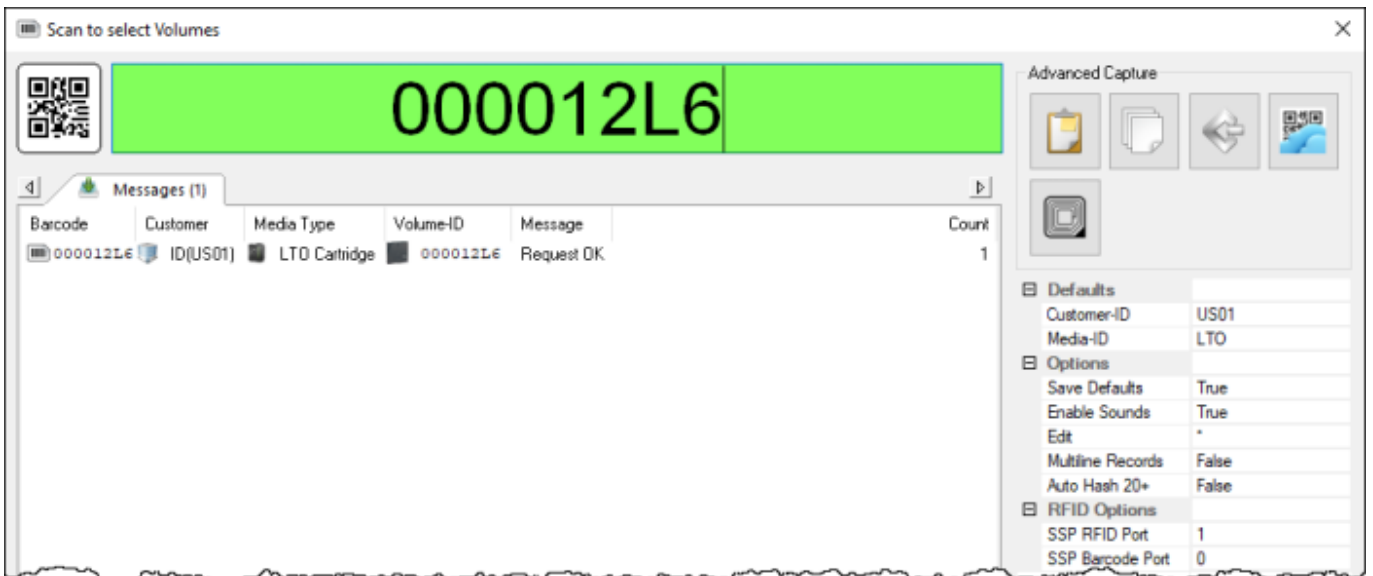 Scan to select Volumes
000012L6
Messages (1)
Barcode Customer Media Type Volume-ID Message Count
000012L6 ID(US01) LTO Cartridge 000012L6 Request OK 1
Advanced Capture
Defaults
Customer-ID US01
Media-ID LTO
Options
Save Defaults True
Enable Sounds True
Edit *
Multiline Records False
Auto Hash 20+ False
RFID Options
SSP RFID Port 1
SSP Barcode Port 0